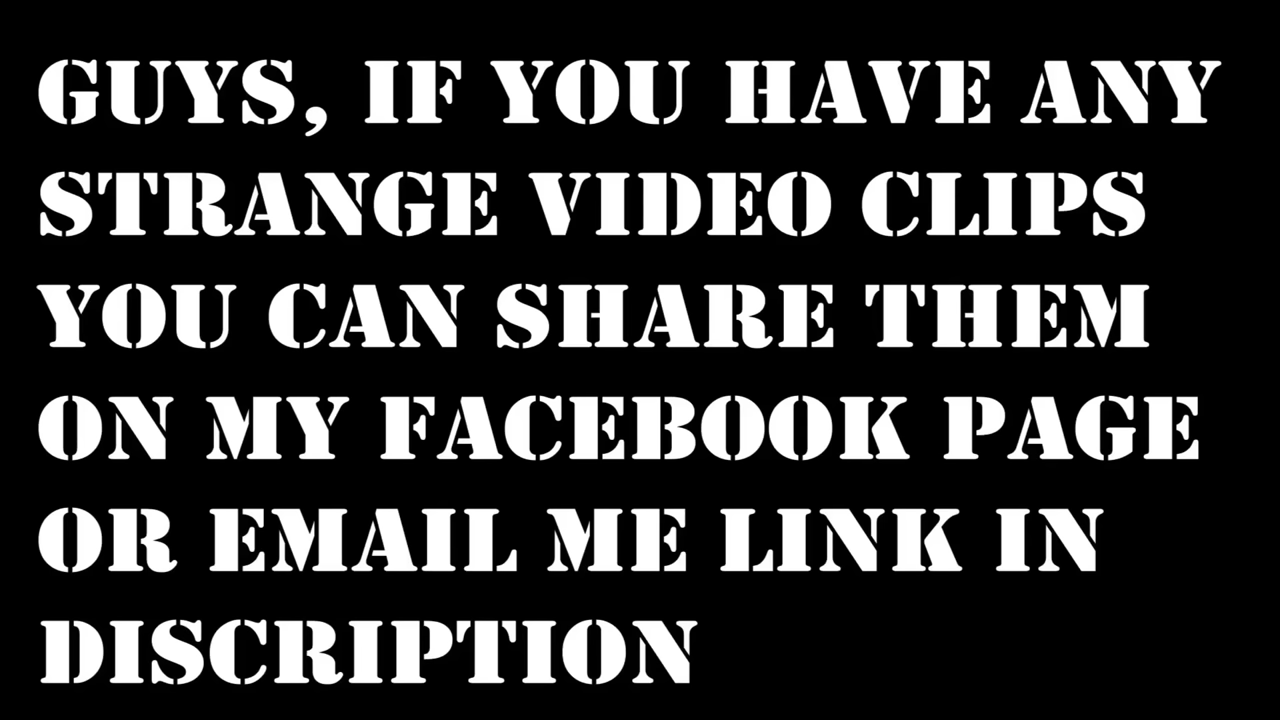 GUYS, IF YOU HAVE ANY
STRANGE VIDEO CLIPS
YOU CAN SHARE THEM
ON MY FACEBOOK PAGE
OR EMAIL ME LINK IN
DISCRIPTION